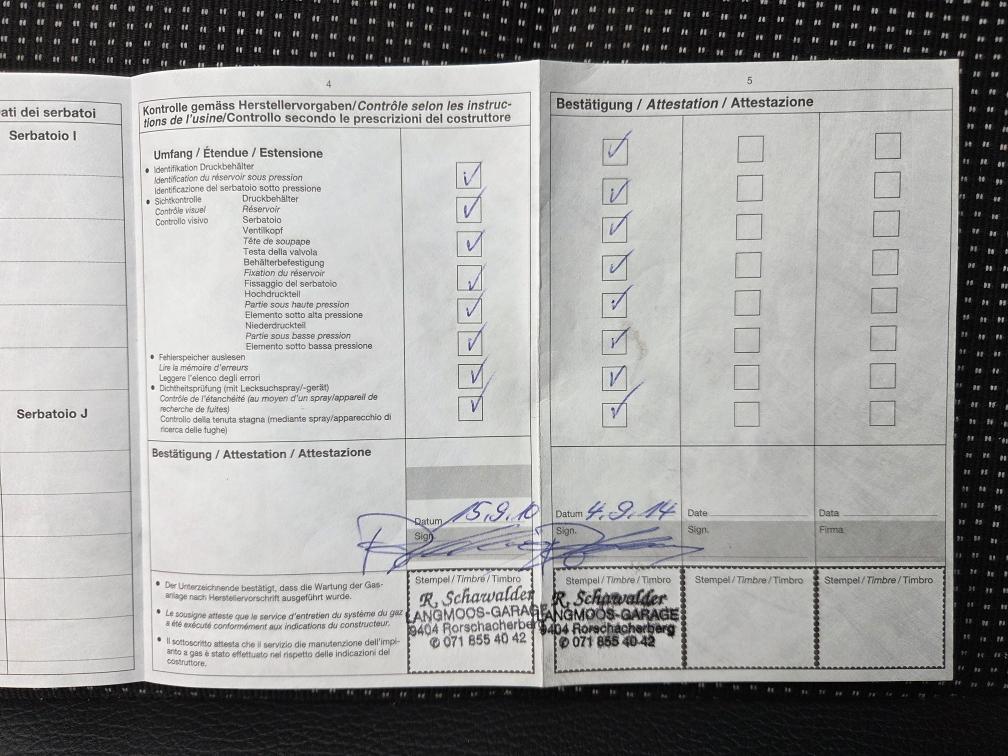 ati dei serbatoi
Serbatoio I
Serbatoio J
4
Kontrolle gemäss Herstellervorgaben/Contrôle selon les instruc-
tions de l'usine/Controllo secondo le prescrizioni del costruttore
Umfang / Étendue / Estensione
• Identifikation Druckbehälter
Identification du réservoir sous pression
Identificazione del serbatoio sotto pressione
• Sichtkontrolle Druckbehälter
Contrôle visuel Réservoir
Controllo visivo Serbatoio
Ventilkopf
Tête de soupape
Testa della valvola
Behälterbefestigung
Fixation du réservoir
Fissaggio del serbatoio
Hochdruckteil
Partie sous haute pression
Elemento sotto alta pressione
Niederdruckteil
Partie sous basse pression
Elemento sotto bassa pressione
• Fehlerspeicher auslesen
Lire la mémoire d'erreurs
Leggere l'elenco degli errori
• Dichtheitsprüfung (mit Lecksuchspray/-gerät)
Contrôle de l'étanchéité (au moyen d'un spray/appareil de
recherche de fuites)
Controllo della tenuta stagna (mediante spray/apparecchio di
ricerca delle fughe)
Bestätigung / Attestation / Attestazione
Datum 15.9.10
Sign.
• Der Unterzeichnende bestätigt, dass die Wartung der Gas-
anlage nach Herstellervorschrift ausgeführt wurde.
• Le sousigne atteste que le service d'entretien du système du gaz
a été exécuté conformément aux indications du constructeur.
• Il sottoscritto attesta che il servizio di manutenzione dell'impi-
anto a gas è stato effettuato nel rispetto delle indicazioni del
costruttore.
Stempel / Timbre / Timbro
R. Schawalder
LANGMOOS-GARAGE
9404 Rorschacherberg
✆ 071 855 40 42
5
Bestätigung / Attestation / Attestazione
Datum 4.9.14
Sign.
Date
Sign.
Data
Firma
Stempel / Timbre / Timbro
R. Schawalder
LANGMOOS-GARAGE
9404 Rorschacherberg
✆ 071 855 40 42
Stempel / Timbre / Timbro
Stempel / Timbre / Timbro